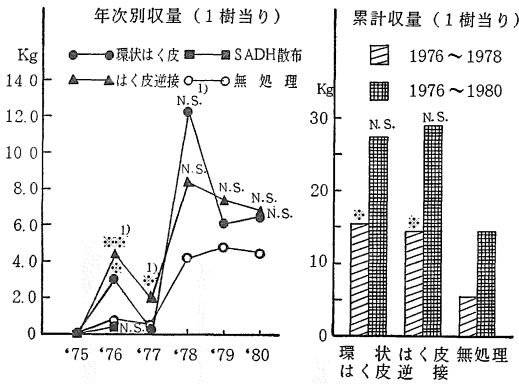 年次別収量(1樹当り)
Kg
環状はく皮
SADH散布
はく皮逆接
無処理
14.0
12.0
10.0
8.0
6.0
4.0
2.0
0
N.S. 1)
N.S.
N.S.
N.S.
N.S.
※※ 1)
※
※ 1)
N.S.
'75 '76 '77 '78 '79 '80
累計収量(1樹当り)
1976～1978
1976～1980
Kg
30
20
10
0
※
N.S.
※
N.S.
環状はく皮
はく皮逆接
無処理